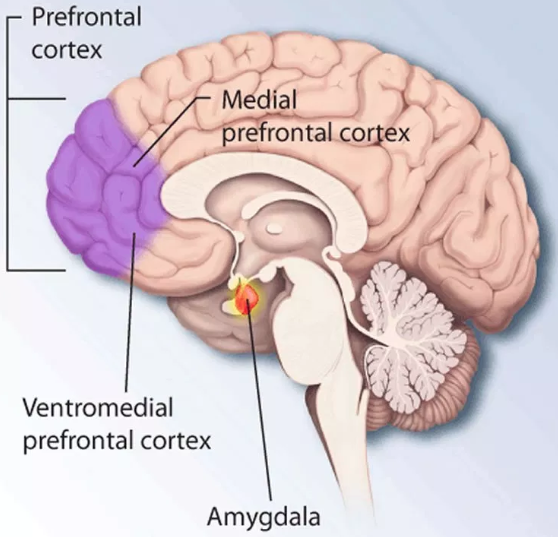 Prefrontal
cortex
Medial
prefrontal cortex
Ventromedial
prefrontal cortex
Amygdala